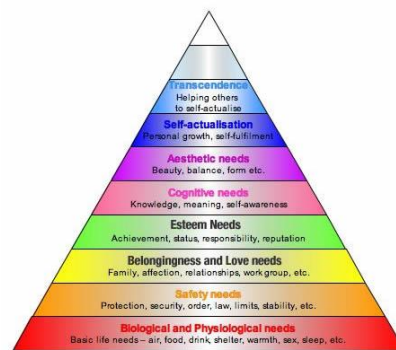 Transcendence
Helping others
to self-actualise
Self-actualisation
Personal growth, self-fulfilment
Aesthetic needs
Beauty, balance, form etc.
Cognitive needs
Knowledge, meaning, self-awareness
Esteem Needs
Achievement, status, responsibility, reputation
Belongingness and Love needs
Family, affection, relationships, work group, etc.
Safety needs
Protection, security, order, law, limits, stability, etc.
Biological and Physiological needs
Basic life needs – air, food, drink, shelter, warmth, sex, sleep, etc.